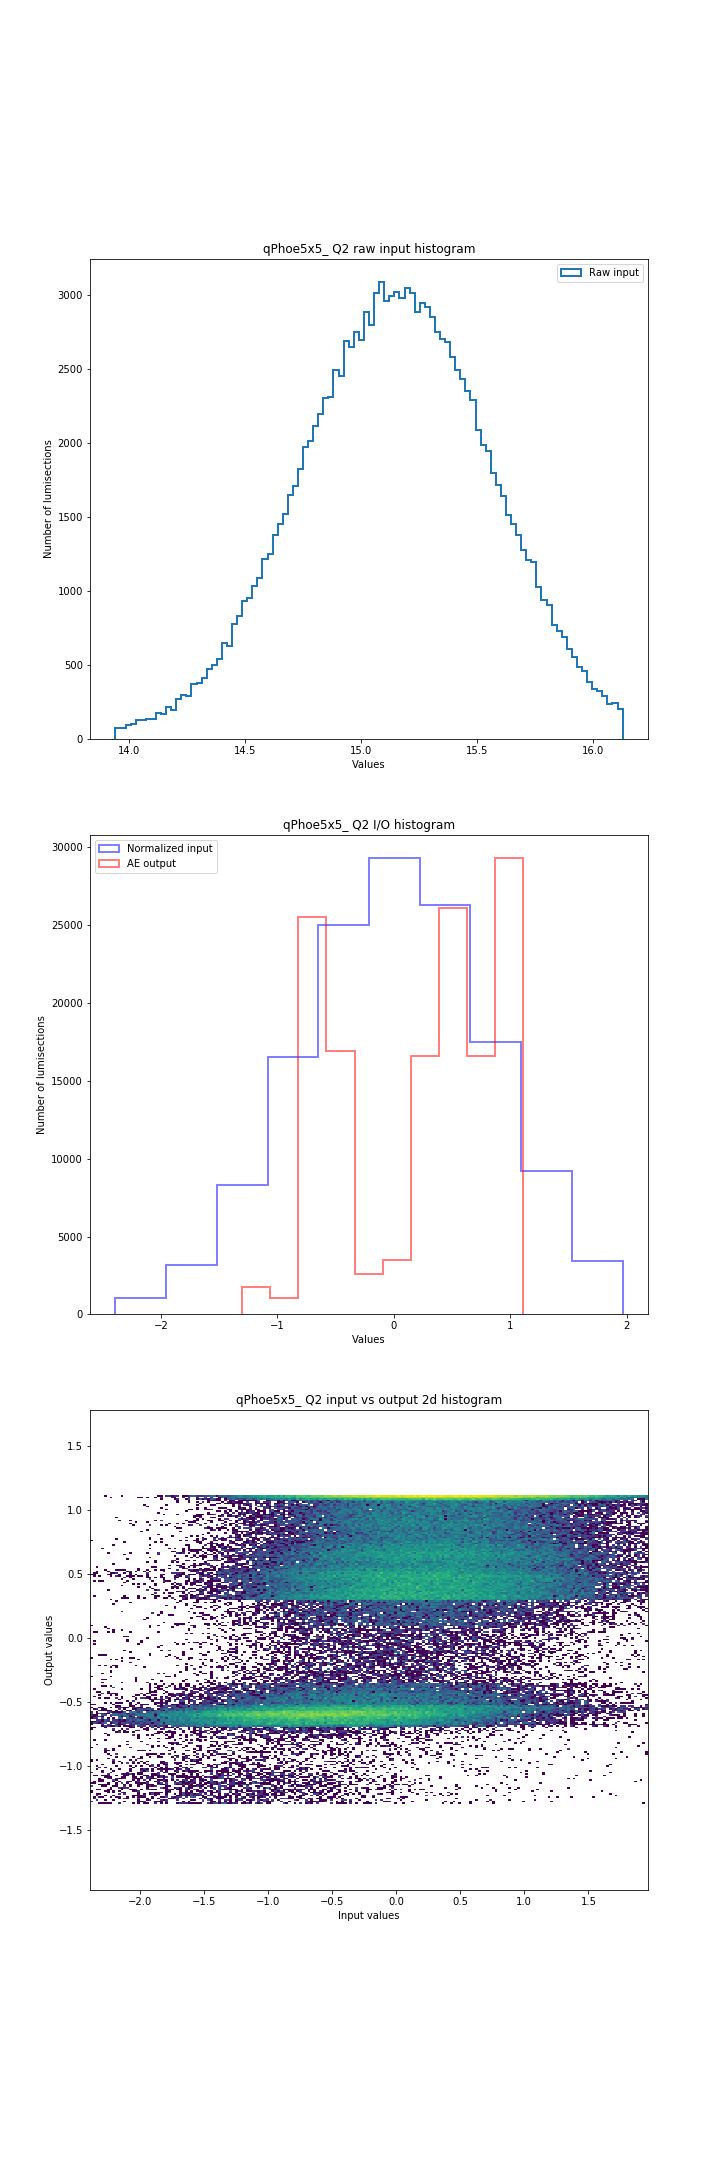 qPhoe5x5_ Q2 raw input histogram
Raw input
3000
2500
2000
1500
1000
500
0
Number of lumisections
14.0 14.5 15.0 15.5 16.0
Values
qPhoe5x5_ Q2 I/O histogram
Normalized input
AE output
30000
25000
20000
15000
10000
5000
0
Number of lumisections
−2 −1 0 1 2
Values
qPhoe5x5_ Q2 input vs output 2d histogram
1.5
1.0
0.5
0.0
−0.5
−1.0
−1.5
Output values
−2.0 −1.5 −1.0 −0.5 0.0 0.5 1.0 1.5
Input values